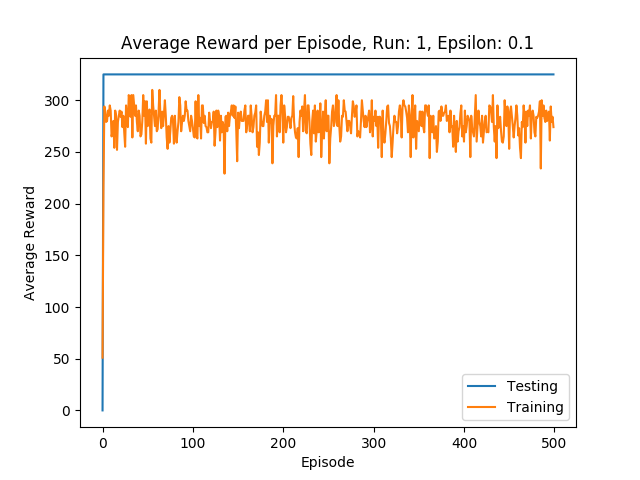 Average Reward per Episode, Run: 1, Epsilon: 0.1
Average Reward
300
250
200
150
100
50
0
0 100 200 300 400 500
Episode
Testing
Training